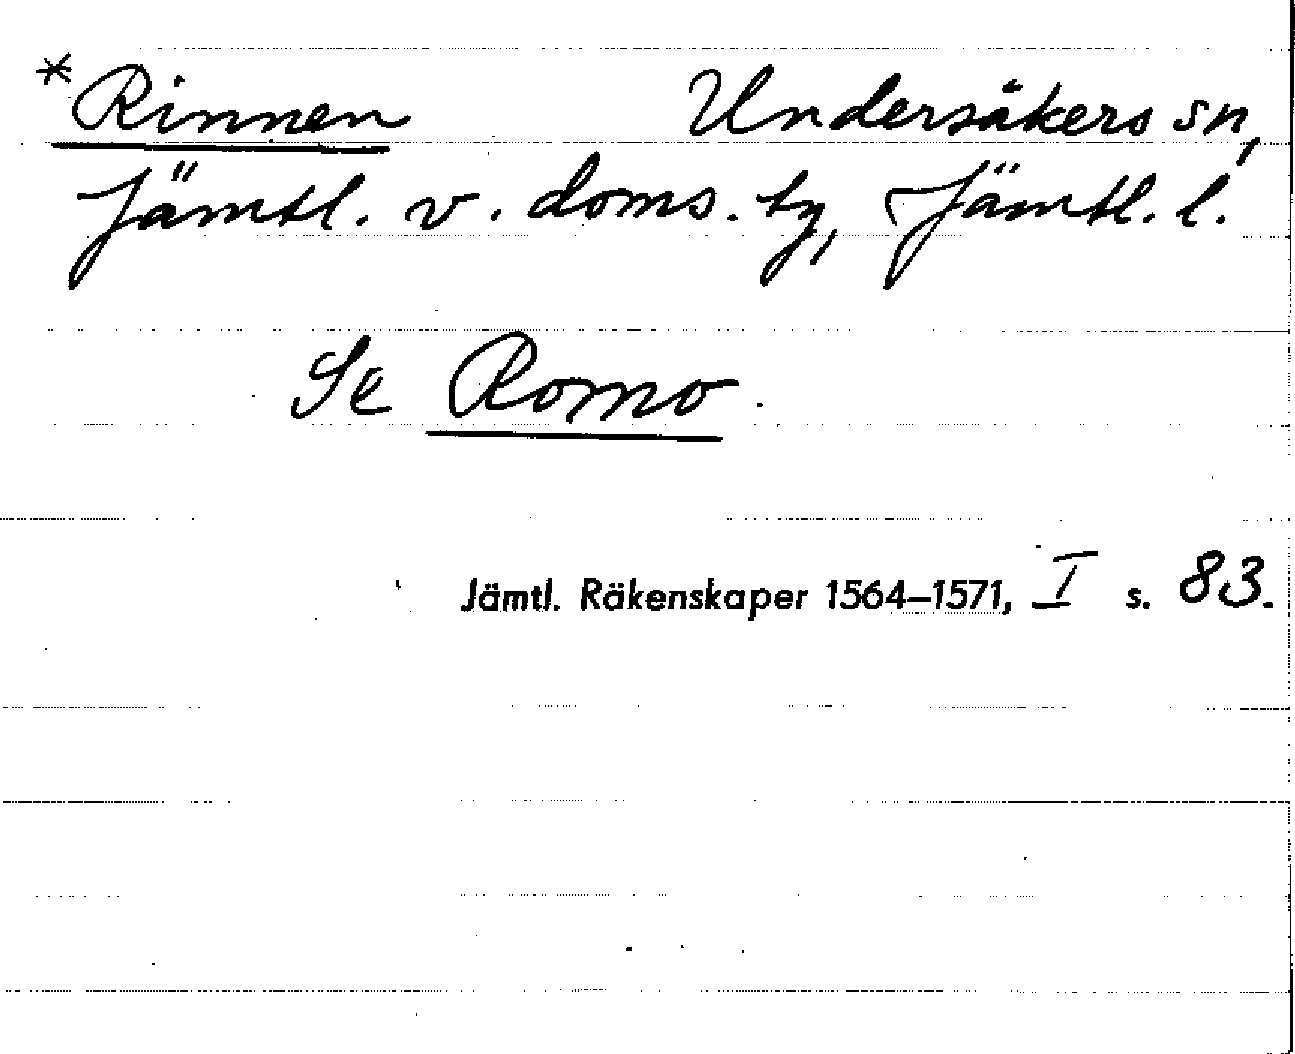 *Rinnen Undersåkers sn,
Jämtl. v. doms. tg, Jämtl. l.
Se Romo.
Jämtl. Räkenskaper 1564–1571, I s. 83.